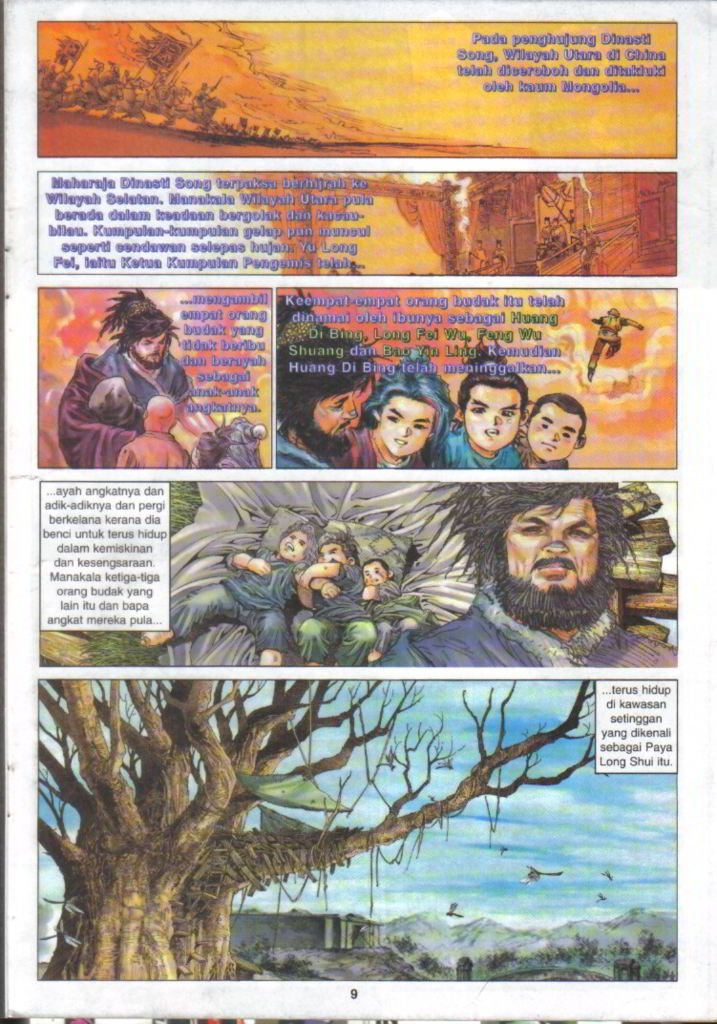 Pada penghujung Dinasti
Song, Wilayah Utara di China
telah diceroboh dan ditakluki
oleh kaum Mongolia...
Maharaja Dinasti Song terpaksa berhijrah ke
Wilayah Selatan. Manakala Wilayah Utara pula
berada dalam keadaan bergolak dan kacau-
bilau. Kumpulan-kumpulan gelap pun muncul
seperti cendawan selepas hujan. Yu Long
Fei, iaitu Ketua Kumpulan Pengemis telah...
...mengambil
empat orang
budak yang
tidak beribu
dan berayah
sebagai
anak-anak
angkatnya.
Keempat-empat orang budak itu telah
dinamai oleh ibunya sebagai Huang
Di Bing, Long Fei Wu, Feng Wu
Shuang dan Bao Yin Ling. Kemudian
Huang Di Bing telah meninggalkan...
...ayah angkatnya dan
adik-adiknya dan pergi
berkelana kerana dia
benci untuk terus hidup
dalam kemiskinan
dan kesengsaraan.
Manakala ketiga-tiga
orang budak yang
lain itu dan bapa
angkat mereka pula...
...terus hidup
di kawasan
setinggan
yang dikenali
sebagai Paya
Long Shui itu.
9